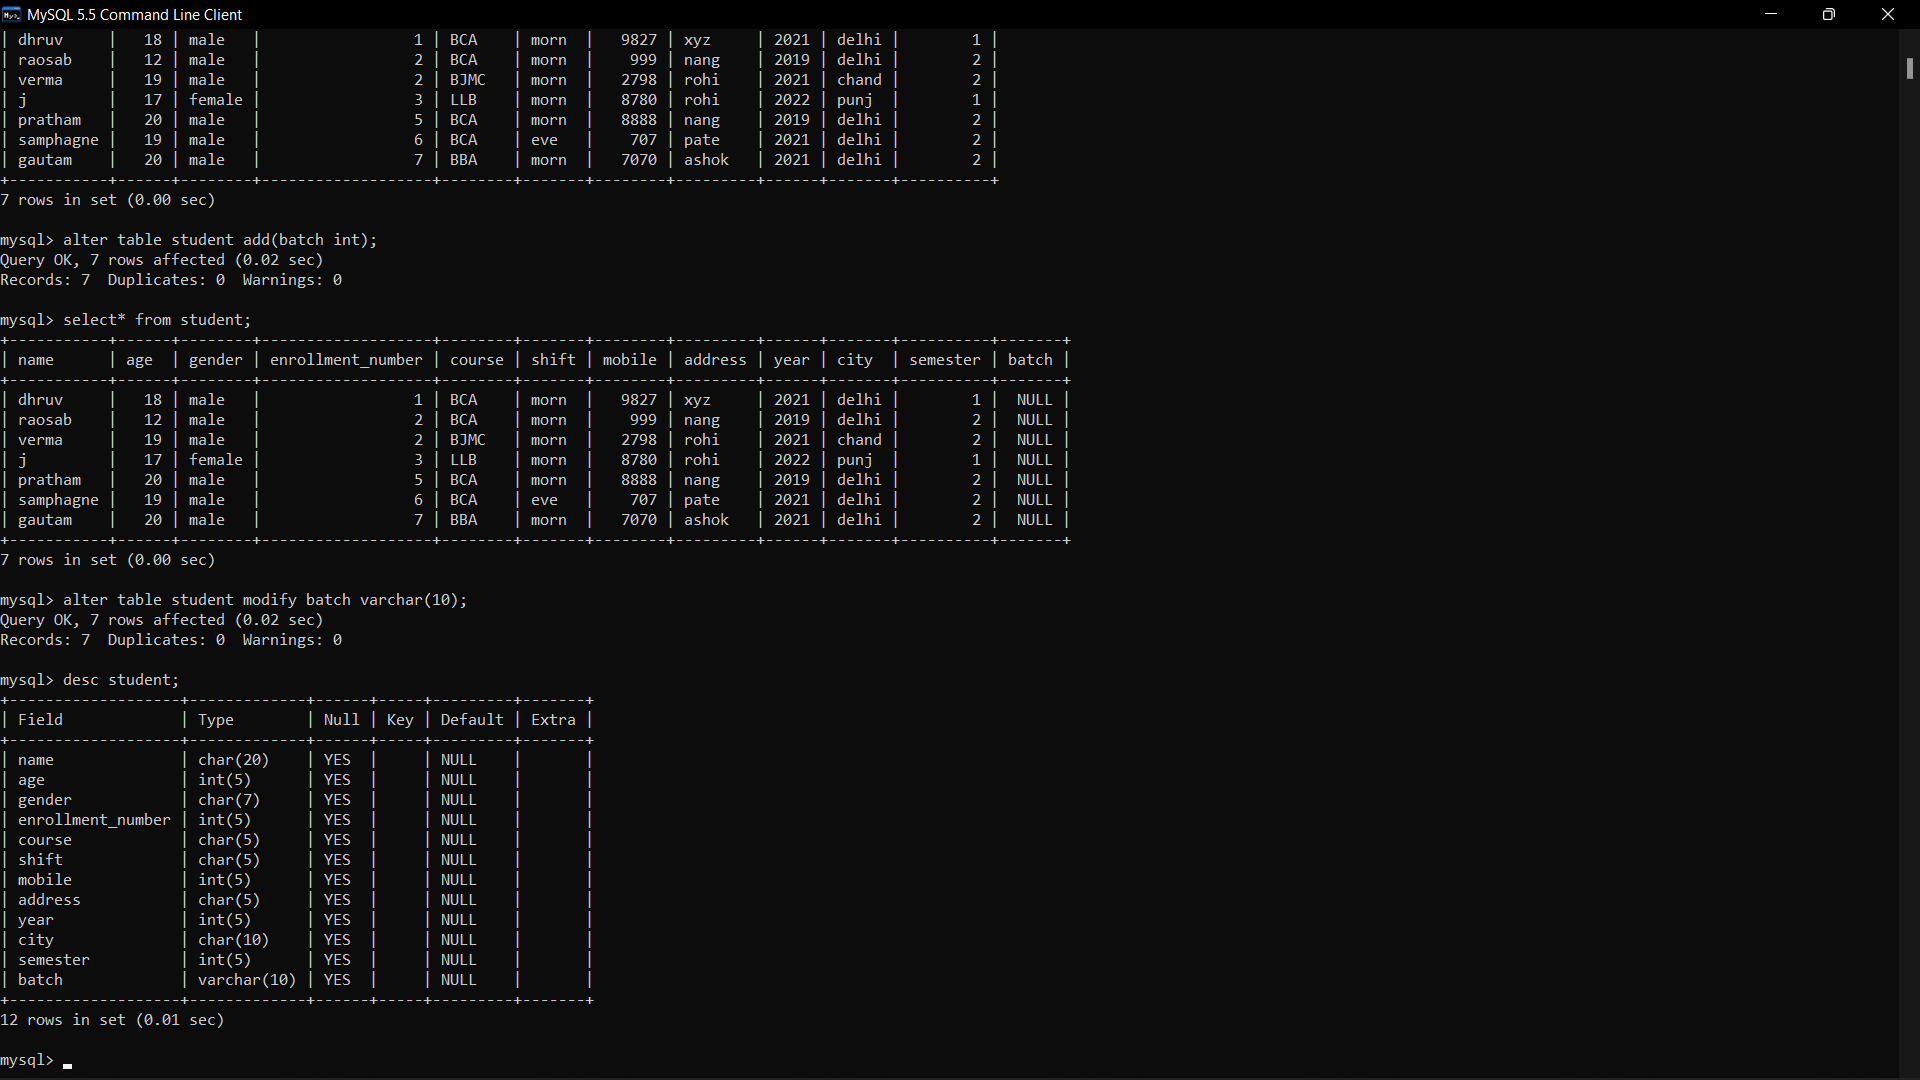 MySQL 5.5 Command Line Client
| dhruv     |   18 | male   |                 1 | BCA    | morn  |   9827 | xyz     | 2021 | delhi |        1 |
| raosab    |   12 | male   |                 2 | BCA    | morn  |    999 | nang    | 2019 | delhi |        2 |
| verma     |   19 | male   |                 2 | BJMC   | morn  |   2798 | rohi    | 2021 | chand |        2 |
| j         |   17 | female |                 3 | LLB    | morn  |   8780 | rohi    | 2022 | punj  |        1 |
| pratham   |   20 | male   |                 5 | BCA    | morn  |   8888 | nang    | 2019 | delhi |        2 |
| samphagne |   19 | male   |                 6 | BCA    | eve   |    707 | pate    | 2021 | delhi |        2 |
| gautam    |   20 | male   |                 7 | BBA    | morn  |   7070 | ashok   | 2021 | delhi |        2 |
+-----------+------+--------+-------------------+--------+-------+--------+---------+------+-------+----------+
7 rows in set (0.00 sec)
mysql> alter table student add(batch int);
Query OK, 7 rows affected (0.02 sec)
Records: 7  Duplicates: 0  Warnings: 0
mysql> select* from student;
+-----------+------+--------+-------------------+--------+-------+--------+---------+------+-------+----------+-------+
| name      | age  | gender | enrollment_number | course | shift | mobile | address | year | city  | semester | batch |
+-----------+------+--------+-------------------+--------+-------+--------+---------+------+-------+----------+-------+
| dhruv     |   18 | male   |                 1 | BCA    | morn  |   9827 | xyz     | 2021 | delhi |        1 |  NULL |
| raosab    |   12 | male   |                 2 | BCA    | morn  |    999 | nang    | 2019 | delhi |        2 |  NULL |
| verma     |   19 | male   |                 2 | BJMC   | morn  |   2798 | rohi    | 2021 | chand |        2 |  NULL |
| j         |   17 | female |                 3 | LLB    | morn  |   8780 | rohi    | 2022 | punj  |        1 |  NULL |
| pratham   |   20 | male   |                 5 | BCA    | morn  |   8888 | nang    | 2019 | delhi |        2 |  NULL |
| samphagne |   19 | male   |                 6 | BCA    | eve   |    707 | pate    | 2021 | delhi |        2 |  NULL |
| gautam    |   20 | male   |                 7 | BBA    | morn  |   7070 | ashok   | 2021 | delhi |        2 |  NULL |
+-----------+------+--------+-------------------+--------+-------+--------+---------+------+-------+----------+-------+
7 rows in set (0.00 sec)
mysql> alter table student modify batch varchar(10);
Query OK, 7 rows affected (0.02 sec)
Records: 7  Duplicates: 0  Warnings: 0
mysql> desc student;
+-------------------+-------------+------+-----+---------+-------+
| Field             | Type        | Null | Key | Default | Extra |
+-------------------+-------------+------+-----+---------+-------+
| name              | char(20)    | YES  |     | NULL    |       |
| age               | int(5)      | YES  |     | NULL    |       |
| gender            | char(7)     | YES  |     | NULL    |       |
| enrollment_number | int(5)      | YES  |     | NULL    |       |
| course            | char(5)     | YES  |     | NULL    |       |
| shift             | char(5)     | YES  |     | NULL    |       |
| mobile            | int(5)      | YES  |     | NULL    |       |
| address           | char(5)     | YES  |     | NULL    |       |
| year              | int(5)      | YES  |     | NULL    |       |
| city              | char(10)    | YES  |     | NULL    |       |
| semester          | int(5)      | YES  |     | NULL    |       |
| batch             | varchar(10) | YES  |     | NULL    |       |
+-------------------+-------------+------+-----+---------+-------+
12 rows in set (0.01 sec)
mysql> _